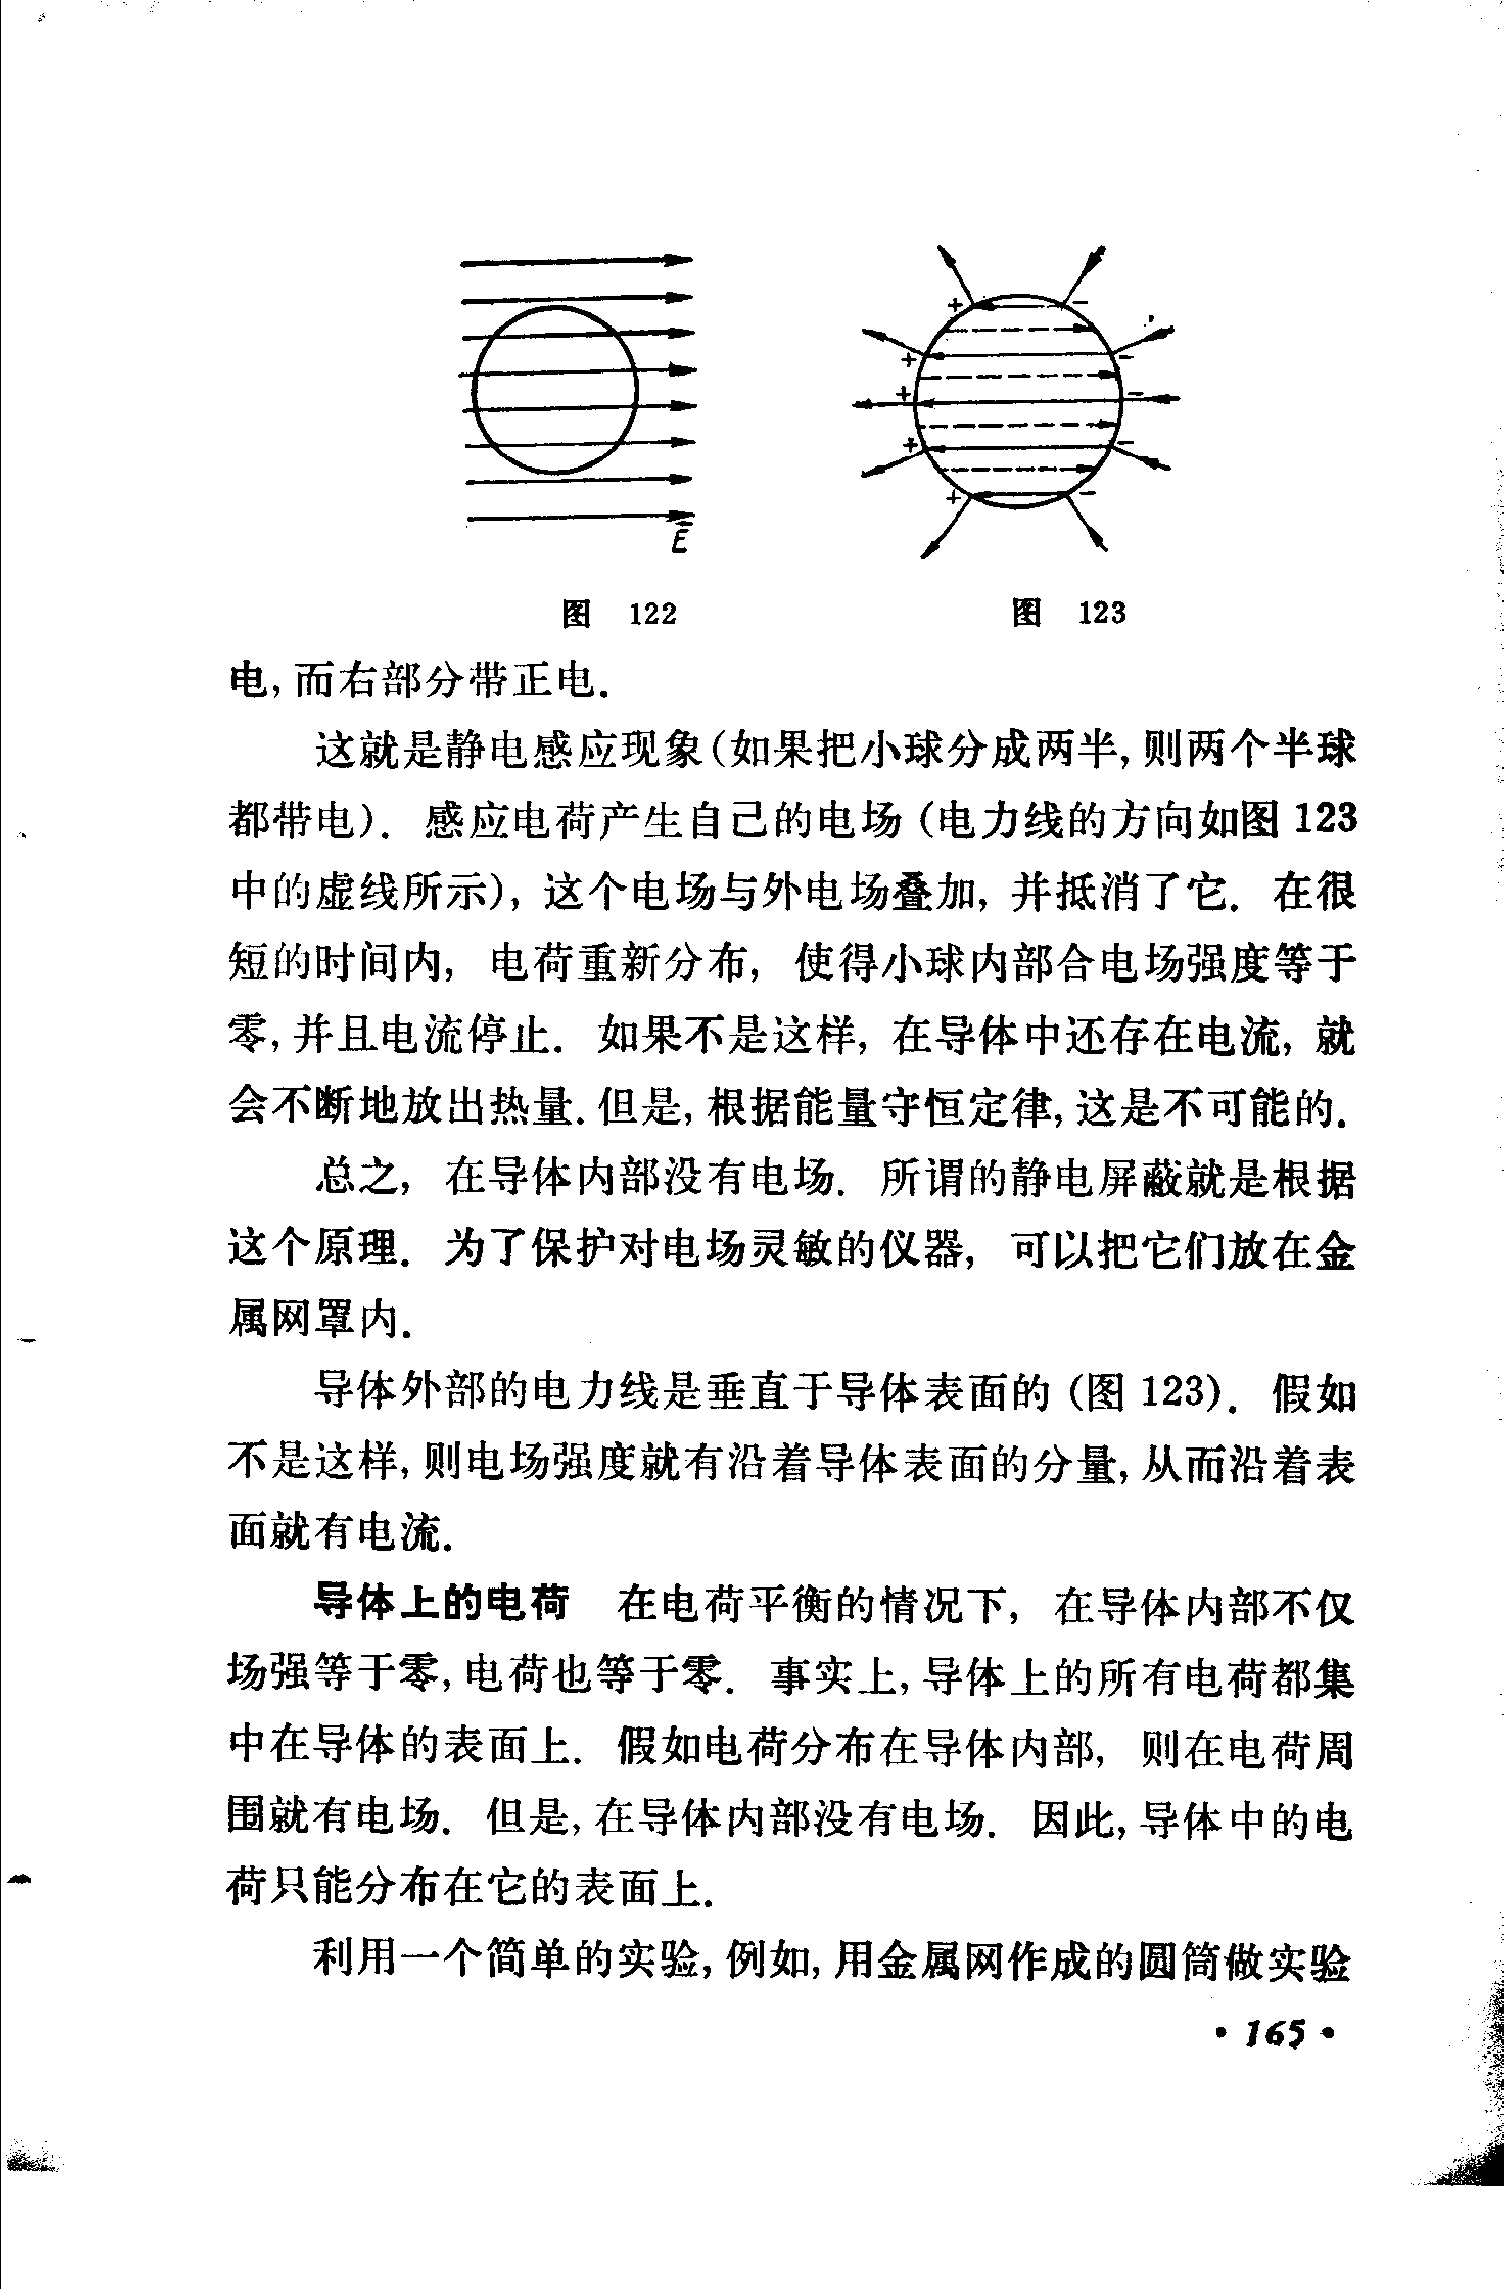 + −
+ −
+ −
+ −
+ −
E
图 122
图 123
电,而右部分带正电.
这就是静电感应现象(如果把小球分成两半,则两个半球
都带电). 感应电荷产生自己的电场(电力线的方向如图 123
中的虚线所示), 这个电场与外电场叠加, 并抵消了它. 在很
短的时间内, 电荷重新分布, 使得小球内部合电场强度等于
零,并且电流停止. 如果不是这样, 在导体中还存在电流, 就
会不断地放出热量.但是,根据能量守恒定律,这是不可能的.
总之, 在导体内部没有电场. 所谓的静电屏蔽就是根据
这个原理. 为了保护对电场灵敏的仪器, 可以把它们放在金
属网罩内.
导体外部的电力线是垂直于导体表面的 (图 123). 假如
不是这样,则电场强度就有沿着导体表面的分量,从而沿着表
面就有电流.
导体上的电荷 在电荷平衡的情况下, 在导体内部不仅
场强等于零,电荷也等于零. 事实上,导体上的所有电荷都集
中在导体的表面上. 假如电荷分布在导体内部, 则在电荷周
围就有电场. 但是,在导体内部没有电场. 因此,导体中的电
荷只能分布在它的表面上.
利用一个简单的实验,例如,用金属网作成的圆筒做实验
• 165 •